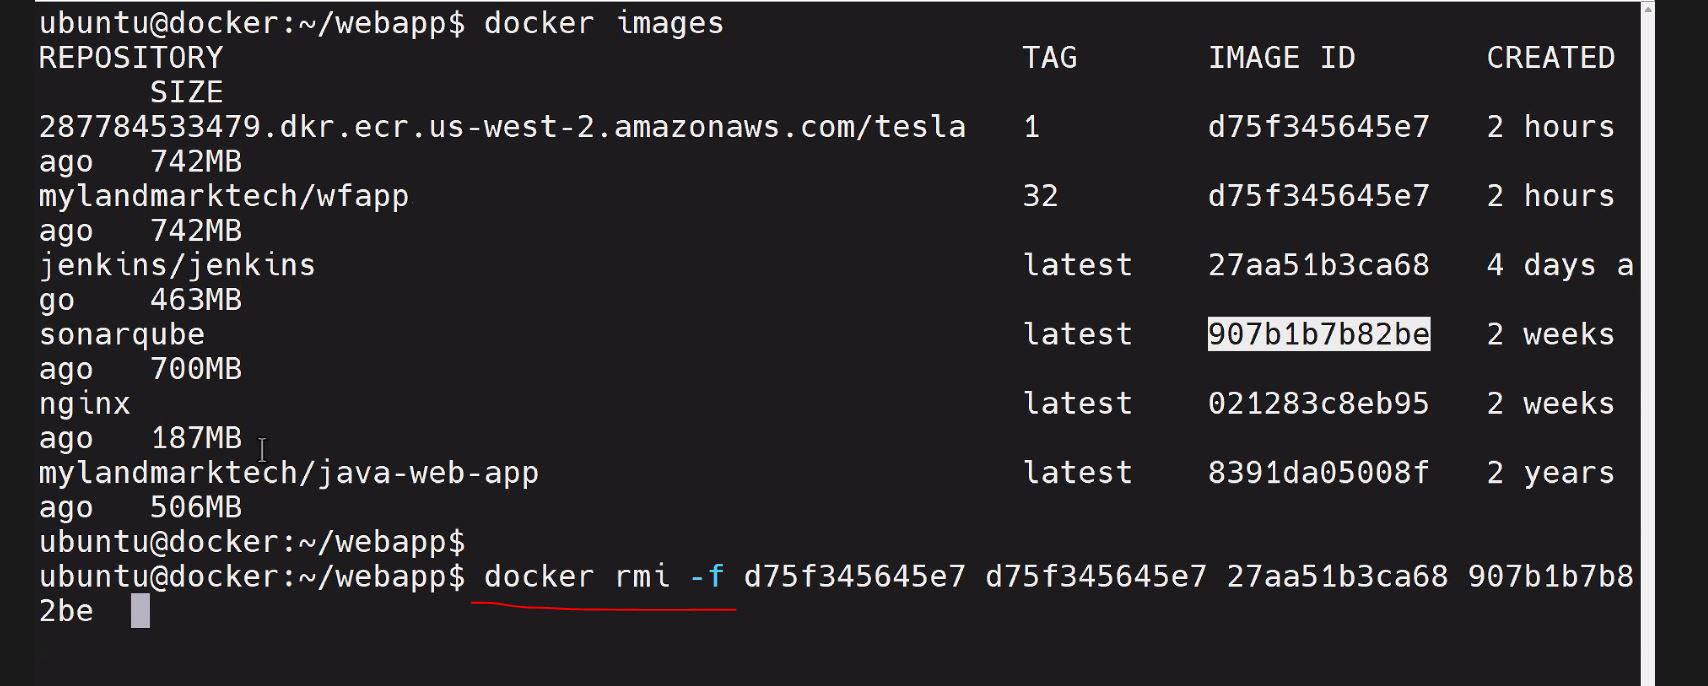 ubuntu@docker:~/webapp$ docker images
REPOSITORY TAG IMAGE ID CREATED
SIZE
287784533479.dkr.ecr.us-west-2.amazonaws.com/tesla 1 d75f345645e7 2 hours
ago 742MB
mylandmarktech/wfapp 32 d75f345645e7 2 hours
ago 742MB
jenkins/jenkins latest 27aa51b3ca68 4 days a
go 463MB
sonarqube latest 907b1b7b82be 2 weeks
ago 700MB
nginx latest 021283c8eb95 2 weeks
ago 187MB
mylandmarktech/java-web-app latest 8391da05008f 2 years
ago 506MB
ubuntu@docker:~/webapp$
ubuntu@docker:~/webapp$ docker rmi -f d75f345645e7 d75f345645e7 27aa51b3ca68 907b1b7b8
2be